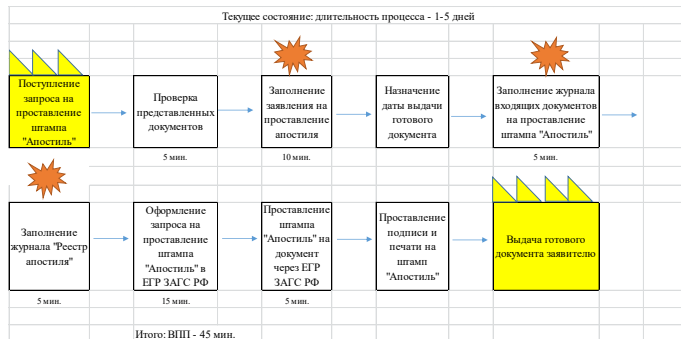 Текущее состояние: длительность процесса - 1-5 дней
Поступление
запроса на
проставление
штампа
"Апостиль"
Проверка
представленных
документов
Заполнение
заявления на
проставление
апостиля
Назначение
даты выдачи
готового
документа
Заполнение журнала
входящих документов
на проставление
штампа "Апостиль"
5 мин.
10 мин.
5 мин.
Заполнение
журнала "Реестр
апостиля"
Оформление
запроса на
проставление
штампа
"Апостиль" в
ЕГР ЗАГС РФ
Проставление
штампа
"Апостиль" на
документ
через ЕГР
ЗАГС РФ
Проставление
подписи и
печати на
штамп
"Апостиль"
Выдача готового
документа заявителю
5 мин.
15 мин.
5 мин.
Итого: ВПП - 45 мин.